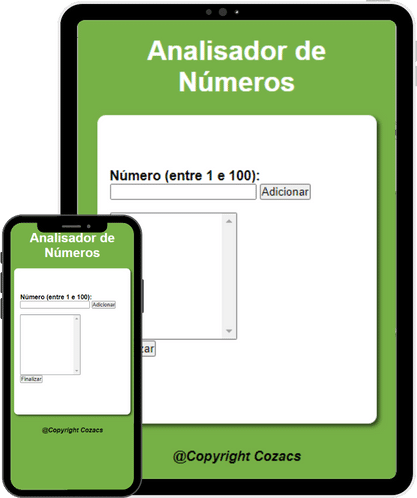 Analisador de
Números
Número (entre 1 e 100):
Adicionar
zar
@Copyright Cozacs
Analisador de
Números
Número (entre 1 e 100):
Adicionar
Finalizar
@Copyright Cozacs